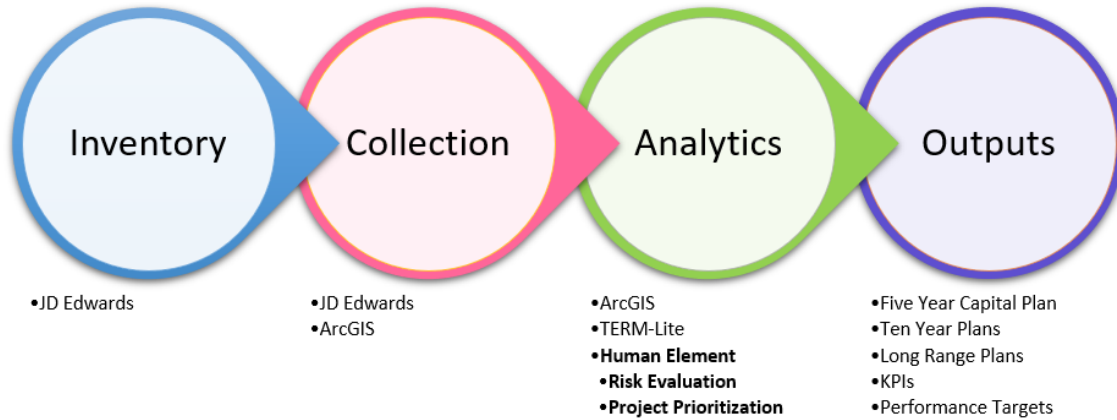 Inventory
Collection
Analytics
Outputs
•JD Edwards
•JD Edwards
•ArcGIS
•ArcGIS
•TERM-Lite
•Human Element
•Risk Evaluation
•Project Prioritization
•Five Year Capital Plan
•Ten Year Plans
•Long Range Plans
•KPIs
•Performance Targets